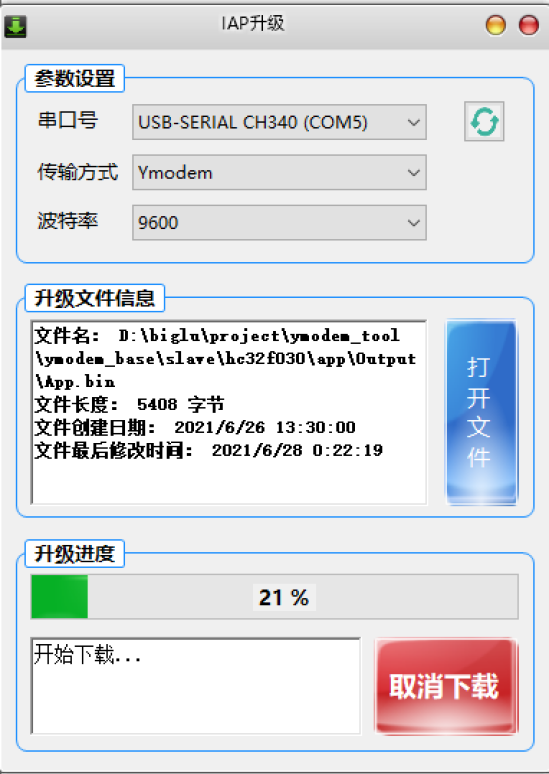 IAP升级
参数设置
串口号
USB-SERIAL CH340 (COM5)
传输方式
Ymodem
波特率
9600
升级文件信息
文件名: D:\biglu\project\ymodem_tool
\ymodem_base\slave\hc32f030\app\Output
\App.bin
文件长度: 5408 字节
文件创建日期: 2021/6/26 13:30:00
文件最后修改时间: 2021/6/28 0:22:19
打
开
文
件
升级进度
21 %
开始下载...
取消下载